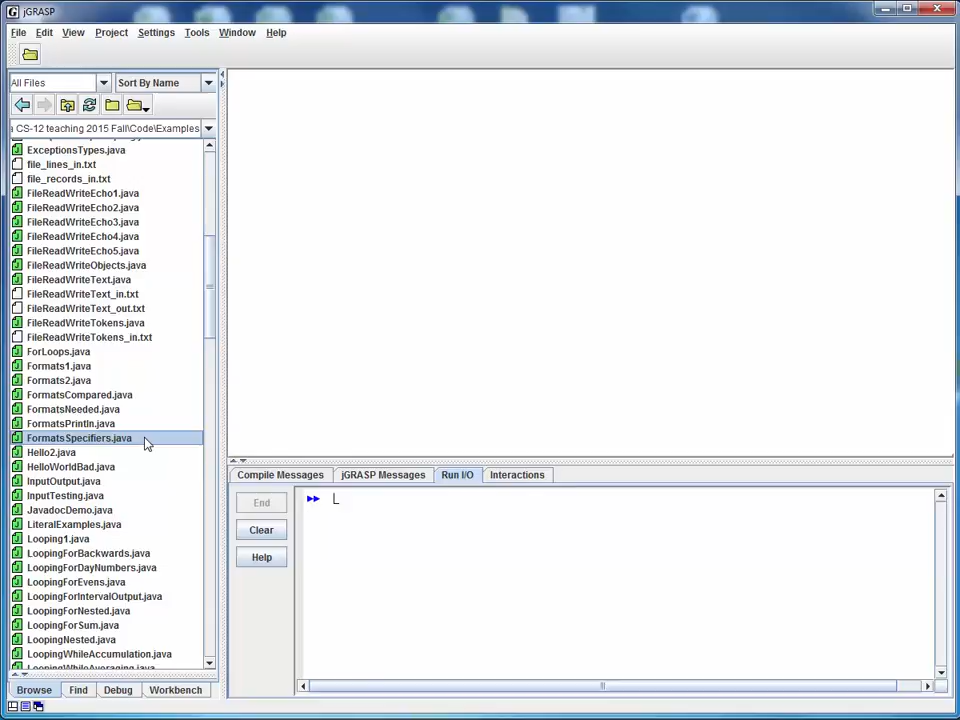 jGRASP
File Edit View Project Settings Tools Window Help
All Files Sort By Name
CS-12 teaching 2015 Fall\Code\Examples
ExceptionsTypes.java
file_lines_in.txt
file_records_in.txt
FileReadWriteEcho1.java
FileReadWriteEcho2.java
FileReadWriteEcho3.java
FileReadWriteEcho4.java
FileReadWriteEcho5.java
FileReadWriteObjects.java
FileReadWriteText.java
FileReadWriteText_in.txt
FileReadWriteText_out.txt
FileReadWriteTokens.java
FileReadWriteTokens_in.txt
ForLoops.java
Formats1.java
Formats2.java
FormatsCompared.java
FormatsNeeded.java
FormatsPrintln.java
FormatsSpecifiers.java
Hello2.java
HelloWorldBad.java
InputOutput.java
InputTesting.java
JavadocDemo.java
LiteralExamples.java
Looping1.java
LoopingForBackwards.java
LoopingForDayNumbers.java
LoopingForEvens.java
LoopingForIntervalOutput.java
LoopingForNested.java
LoopingForSum.java
LoopingNested.java
LoopingWhileAccumulation.java
LoopingWhileAveraging.java
Browse Find Debug Workbench
Compile Messages jGRASP Messages Run I/O Interactions
End
Clear
Help